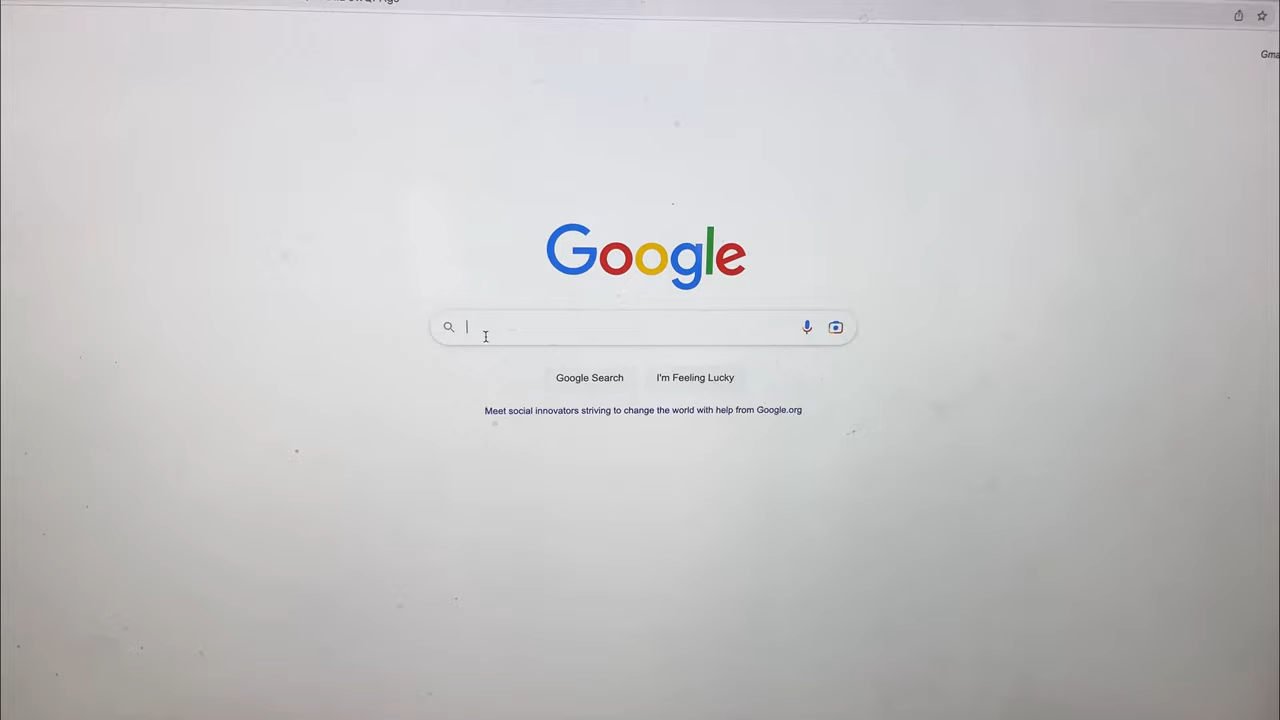 Google
Google Search
I'm Feeling Lucky
Meet social innovators striving to change the world with help from Google.org